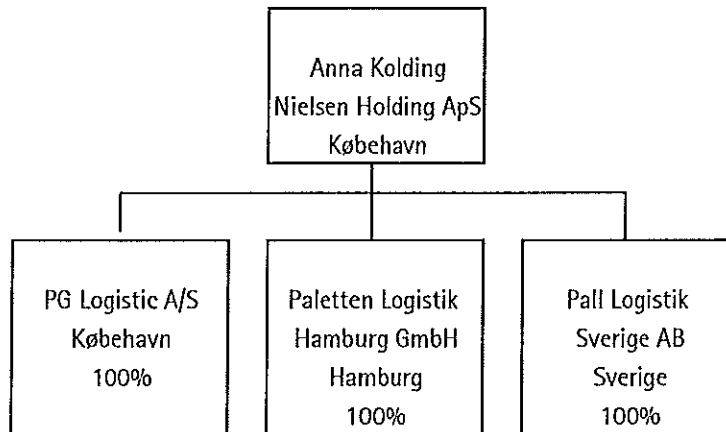 Anna Kolding
Nielsen Holding ApS
Købehavn
PG Logistic A/S
Købehavn
100%
Paletten Logistik
Hamburg GmbH
Hamburg
100%
Pall Logistik
Sverige AB
Sverige
100%